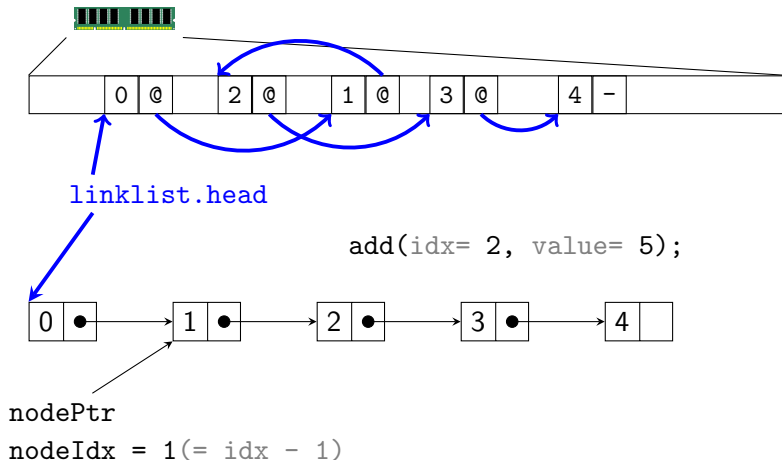 0 @ 2 @ 1 @ 3 @ 4 -
linklist.head
add(idx= 2, value= 5);
0 1 2 3 4
nodePtr
nodeIdx = 1(= idx - 1)